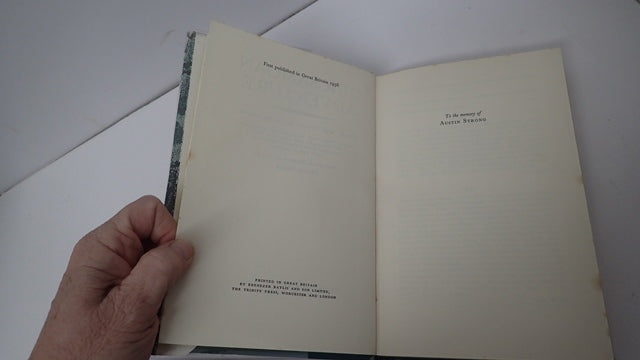 First published in Great Britain 1956
PRINTED IN GREAT BRITAIN
BY EBENEZER BAYLIS AND SON LIMITED,
THE TRINITY PRESS, WORCESTER AND LONDON
To the memory of
AUSTIN STRONG